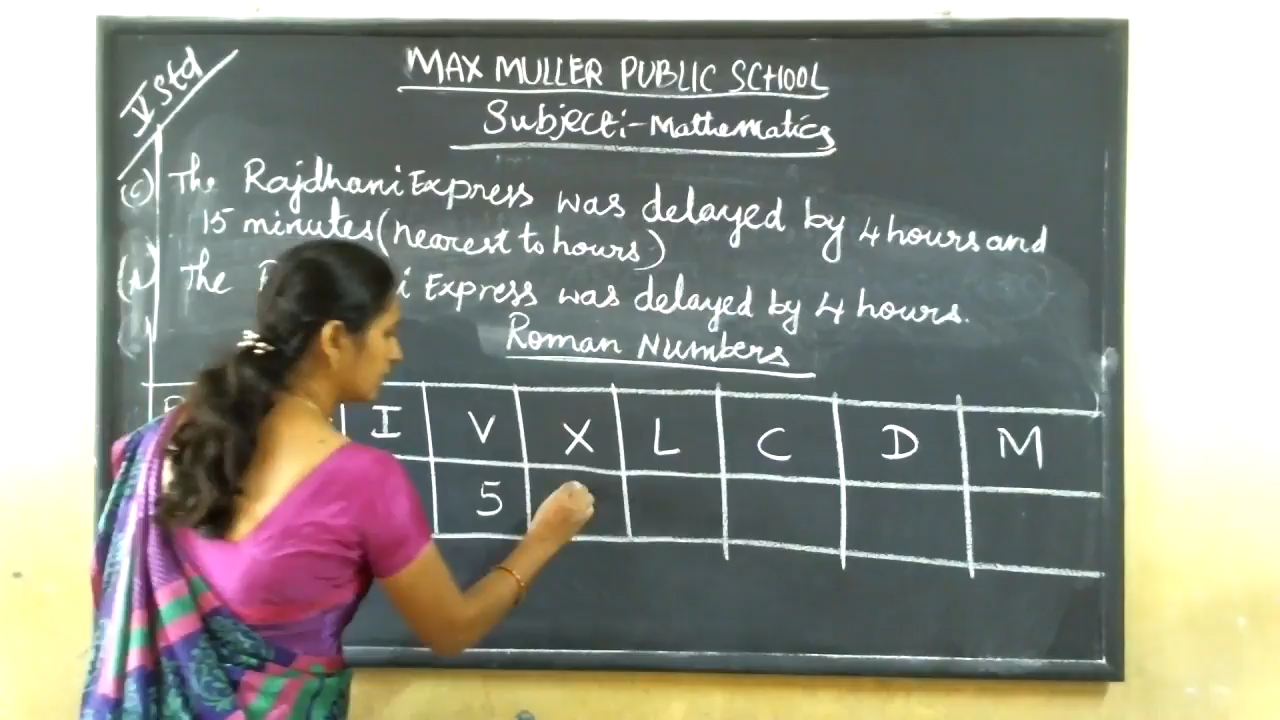 V Std
MAX MULLER PUBLIC SCHOOL
Subject:-Mathematics
(c) The Rajdhani Express was delayed by 4 hours and
15 minutes (nearest to hours)
The Express was delayed by 4 hours.
Roman Numbers
I V X L C D M
5